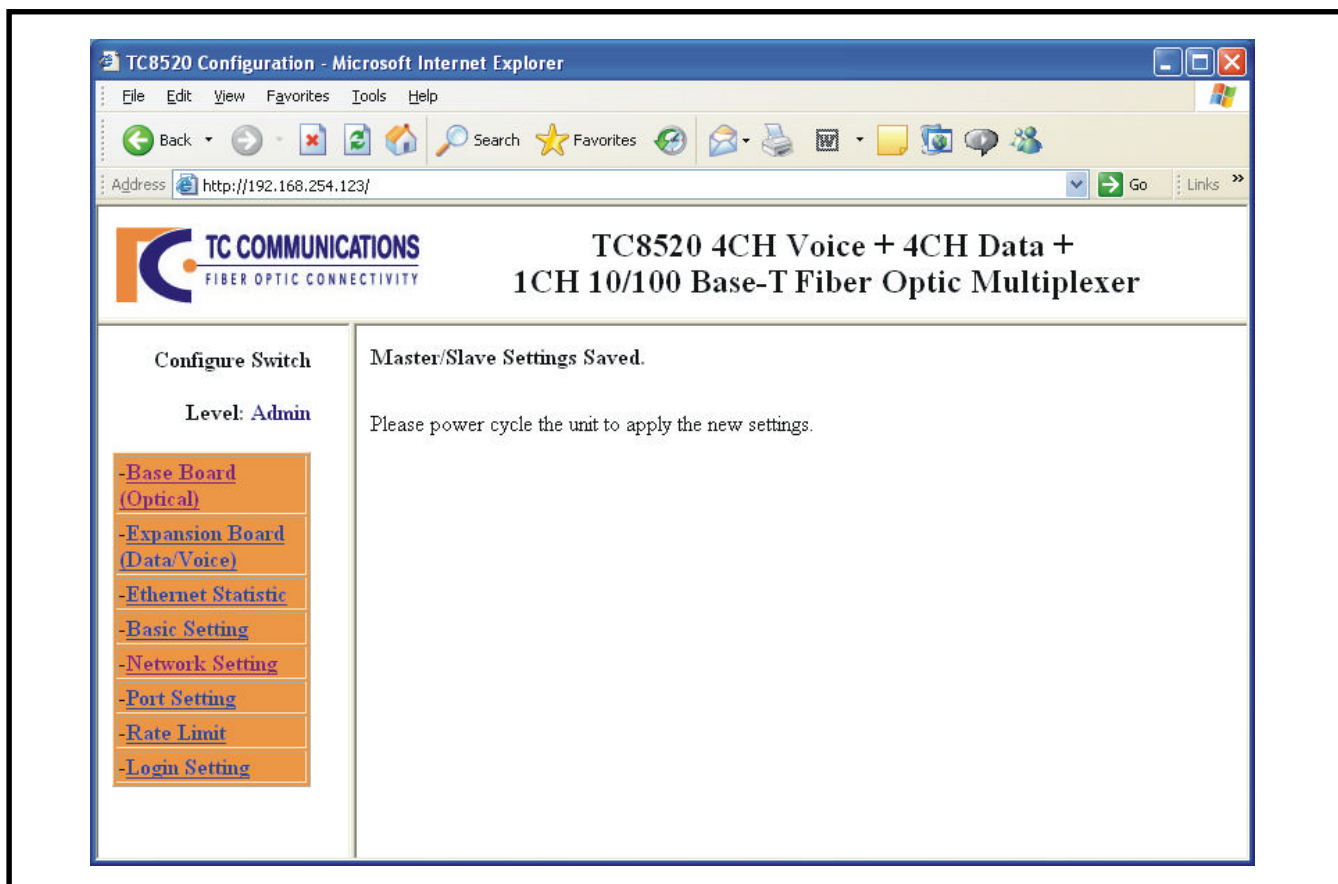 TC8520 Configuration - Microsoft Internet Explorer
File Edit View Favorites Tools Help
Back Search Favorites
Address http://192.168.254.123/ Go Links »
TC COMMUNICATIONS
FIBER OPTIC CONNECTIVITY
TC8520 4CH Voice + 4CH Data +
1CH 10/100 Base-T Fiber Optic Multiplexer
Configure Switch
Level: Admin
-Base Board
(Optical)
-Expansion Board
(Data/Voice)
-Ethernet Statistic
-Basic Setting
-Network Setting
-Port Setting
-Rate Limit
-Login Setting
Master/Slave Settings Saved.
Please power cycle the unit to apply the new settings.